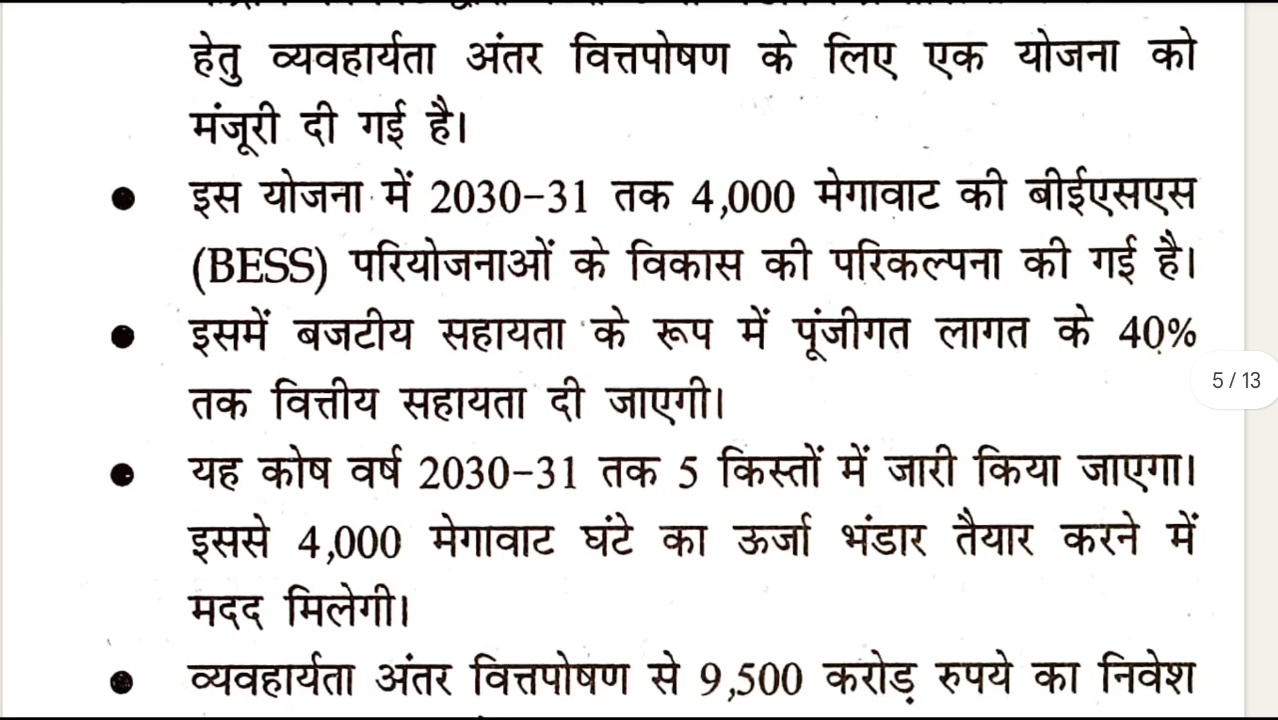 हेतु व्यवहार्यता अंतर वित्तपोषण के लिए एक योजना को
मंजूरी दी गई है।
● इस योजना में 2030-31 तक 4,000 मेगावाट की बीईएसएस
(BESS) परियोजनाओं के विकास की परिकल्पना की गई है।
● इसमें बजटीय सहायता के रूप में पूंजीगत लागत के 40%
तक वित्तीय सहायता दी जाएगी।
5 / 13
● यह कोष वर्ष 2030-31 तक 5 किस्तों में जारी किया जाएगा।
इससे 4,000 मेगावाट घंटे का ऊर्जा भंडार तैयार करने में
मदद मिलेगी।
● व्यवहार्यता अंतर वित्तपोषण से 9,500 करोड़ रुपये का निवेश